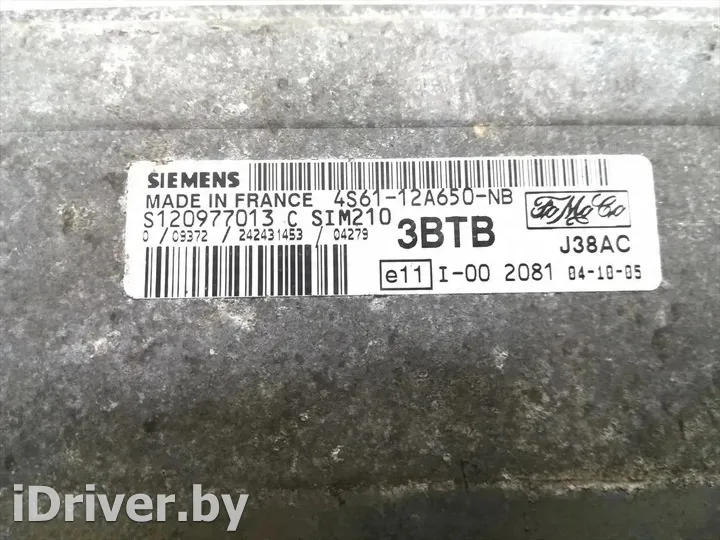 SIEMENS
MADE IN FRANCE 4S61-12A650-NB
S120977013 C SIM210
0 / 09372 / 242431453 / 04279
3BTB
FoMoCo
J38AC
e11 I-00 2081 04-10-05
iDriver.by